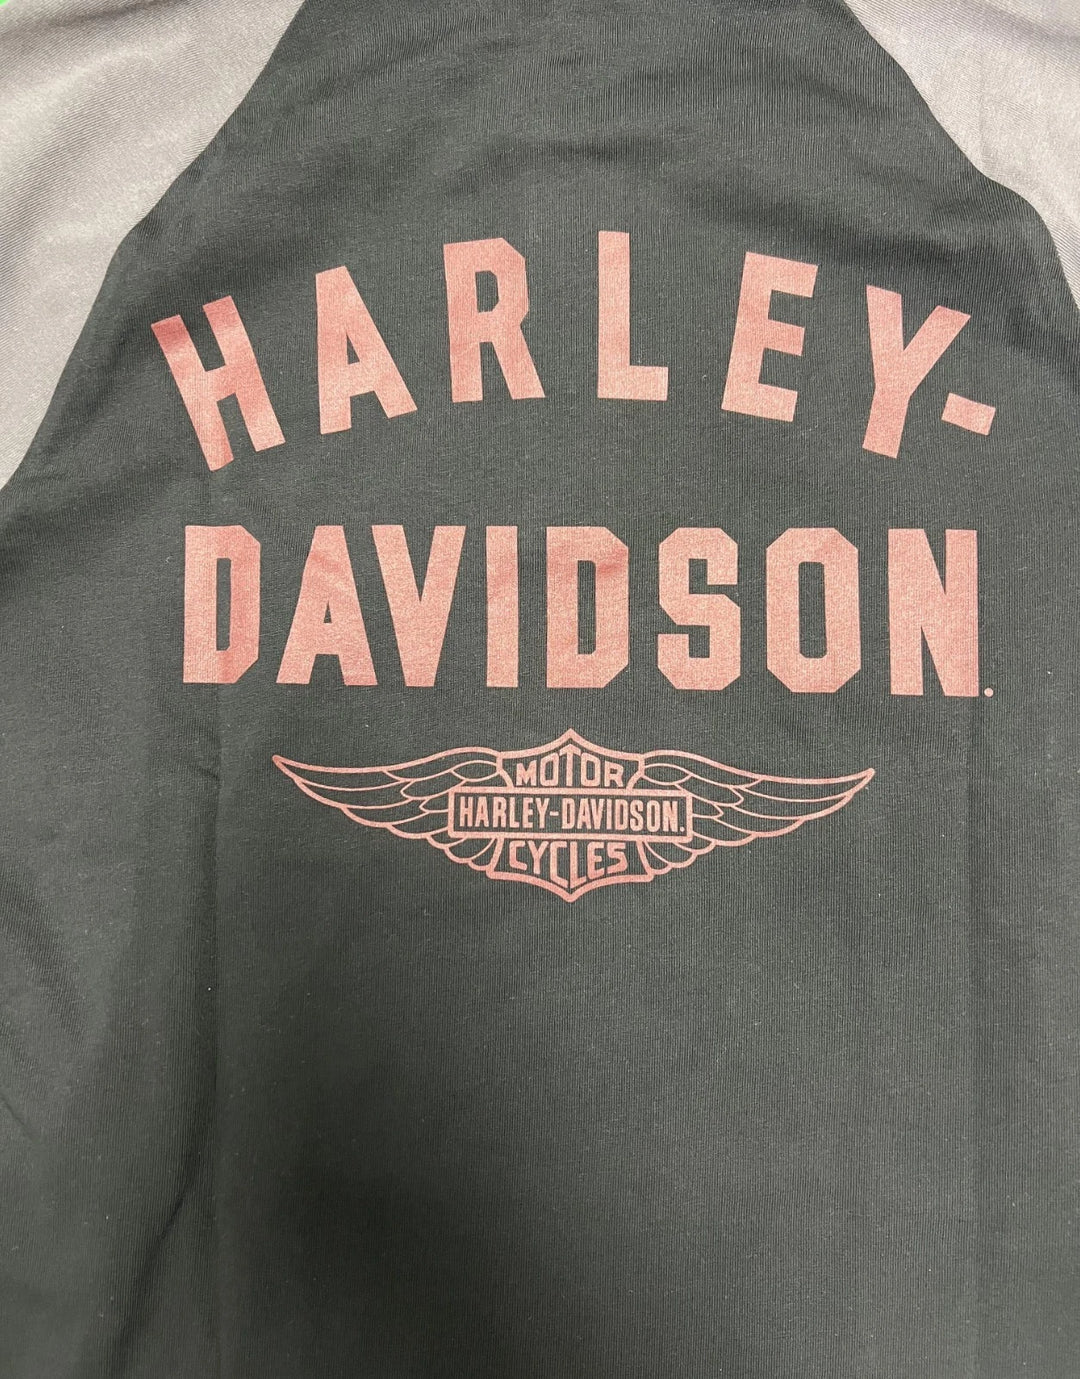 HARLEY-
DAVIDSON.
MOTOR
HARLEY-DAVIDSON.
CYCLES